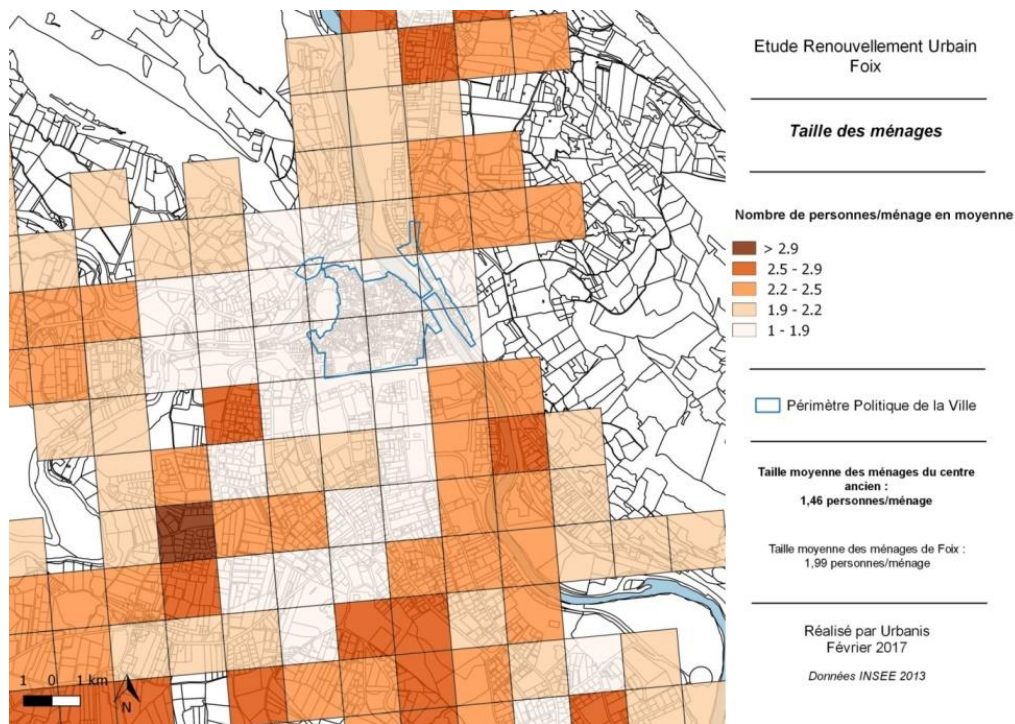 Etude Renouvellement Urbain
Foix
Taille des ménages
Nombre de personnes/ménage en moyenne
> 2.9
2.5 - 2.9
2.2 - 2.5
1.9 - 2.2
1 - 1.9
Périmètre Politique de la Ville
Taille moyenne des ménages du centre
ancien :
1,46 personnes/ménage
Taille moyenne des ménages de Foix :
1,99 personnes/ménage
Réalisé par Urbanis
Février 2017
Données INSEE 2013
1 0 1 km
N